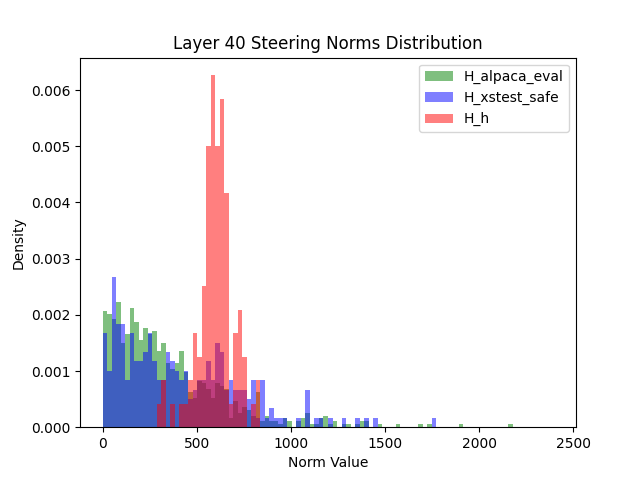 Layer 40 Steering Norms Distribution
H_alpaca_eval
H_xstest_safe
H_h
0.006
0.005
0.004
0.003
0.002
0.001
0.000
Density
0
500
1000
1500
2000
2500
Norm Value